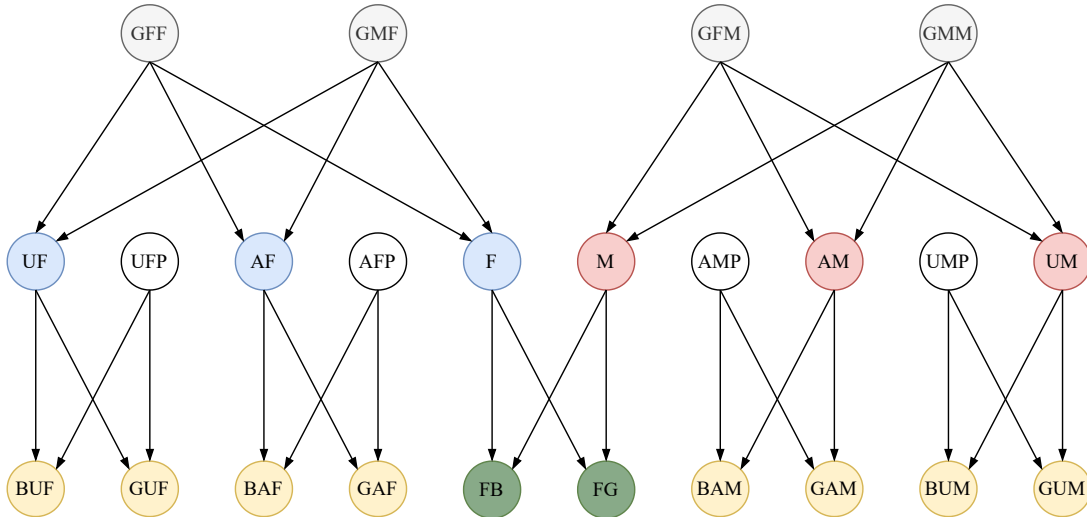 GFF GMF GFM GMM
UF UFP AF AFP F M AMP AM UMP UM
BUF GUF BAF GAF FB FG BAM GAM BUM GUM